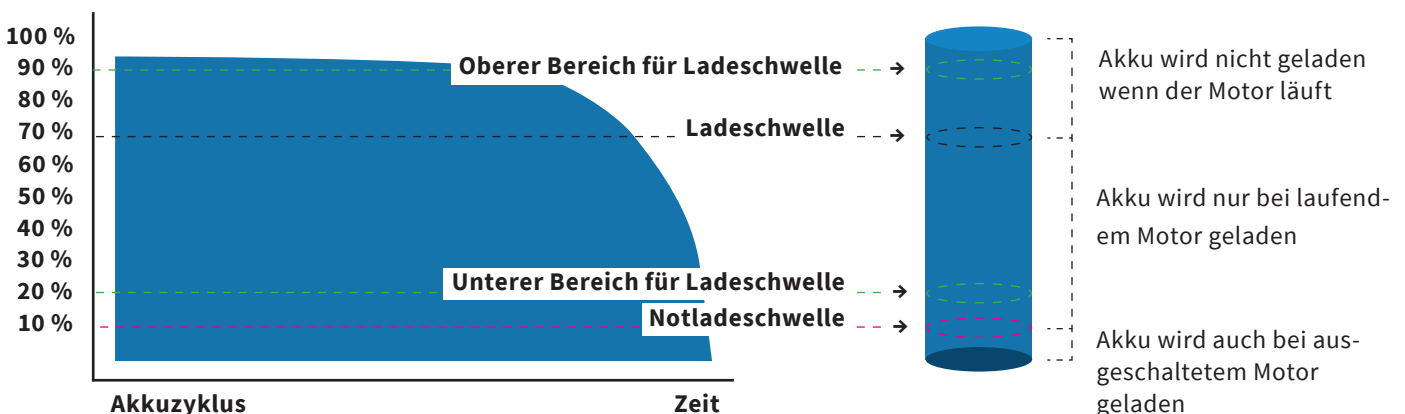 100 %
90 %
80 %
70 %
60 %
50 %
40 %
30 %
20 %
10 %
Oberer Bereich für Ladeschwelle
Ladeschwelle
Unterer Bereich für Ladeschwelle
Notladeschwelle
Akkuzyklus
Zeit
Akku wird nicht geladen
wenn der Motor läuft
Akku wird nur bei laufend-
em Motor geladen
Akku wird auch bei aus-
geschaltetem Motor
geladen